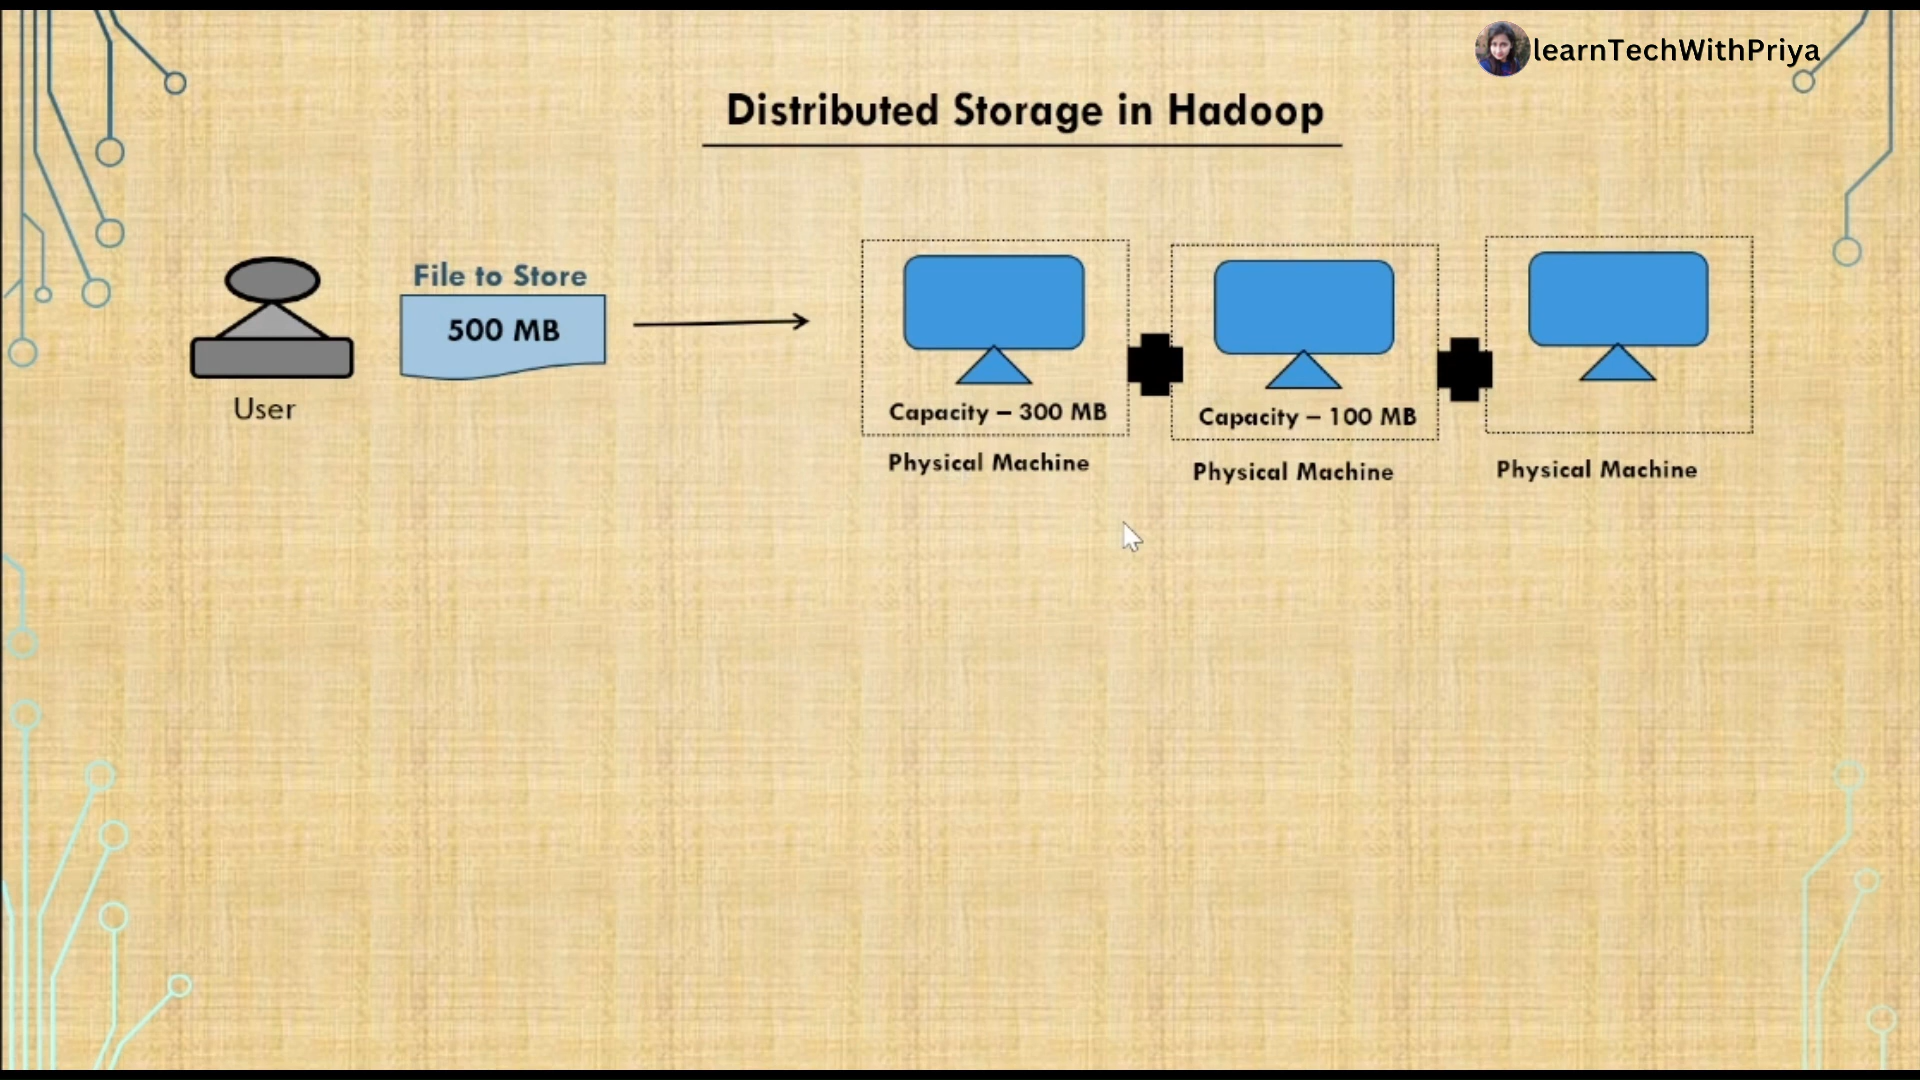 learnTechWithPriya
Distributed Storage in Hadoop
File to Store
500 MB
User
Capacity – 300 MB
Physical Machine
Capacity – 100 MB
Physical Machine
Physical Machine